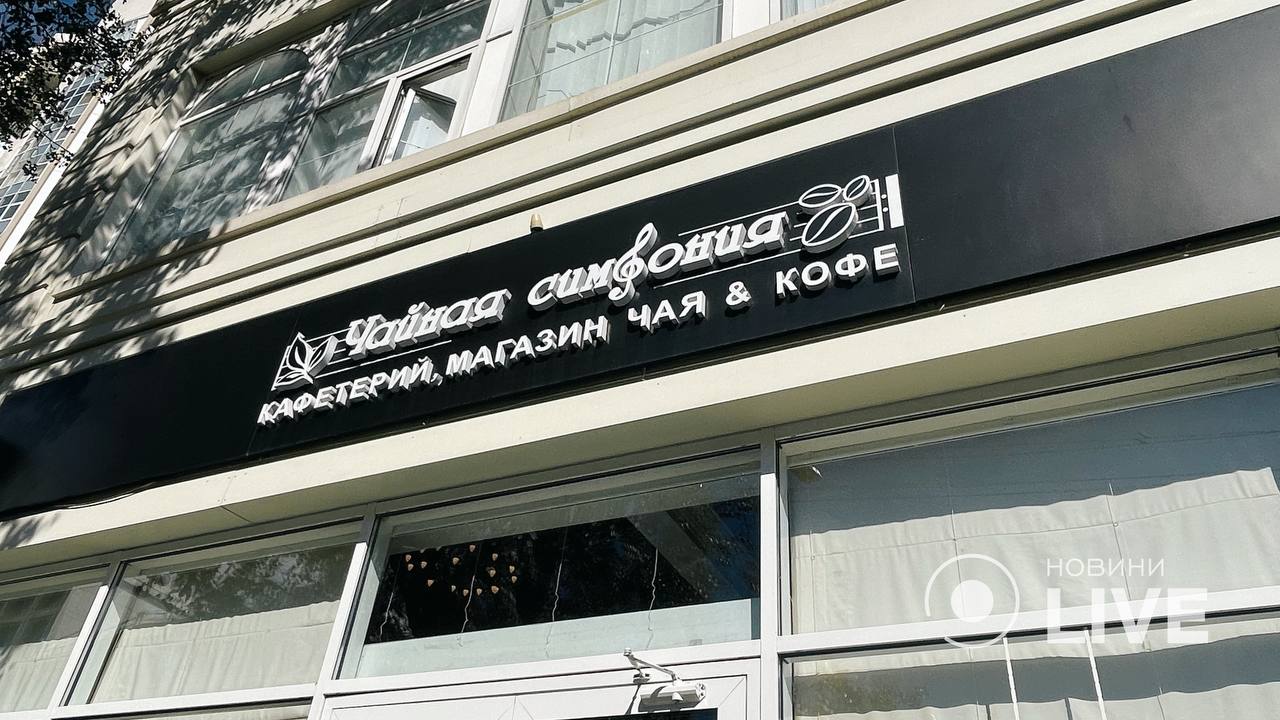 Чайная симфония
КАФЕТЕРИЙ, МАГАЗИН ЧАЯ & КОФЕ
НОВИНИ
LIVE